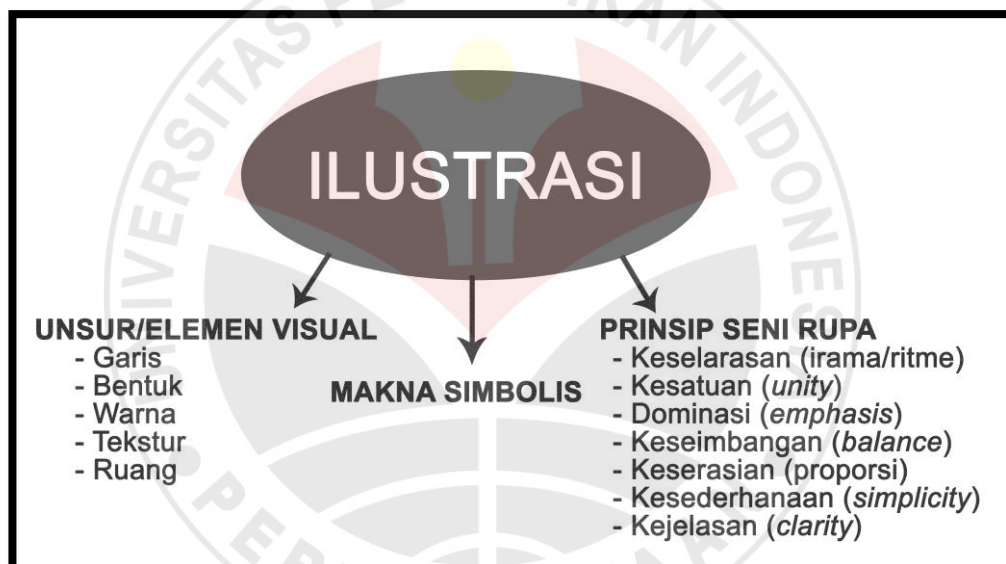 ILUSTRASI
UNSUR/ELEMEN VISUAL
- Garis
- Bentuk
- Warna
- Tekstur
- Ruang
MAKNA SIMBOLIS
PRINSIP SENI RUPA
- Keselarasan (irama/ritme)
- Kesatuan (unity)
- Dominasi (emphasis)
- Keseimbangan (balance)
- Keserasian (proporsi)
- Kesederhanaan (simplicity)
- Kejelasan (clarity)